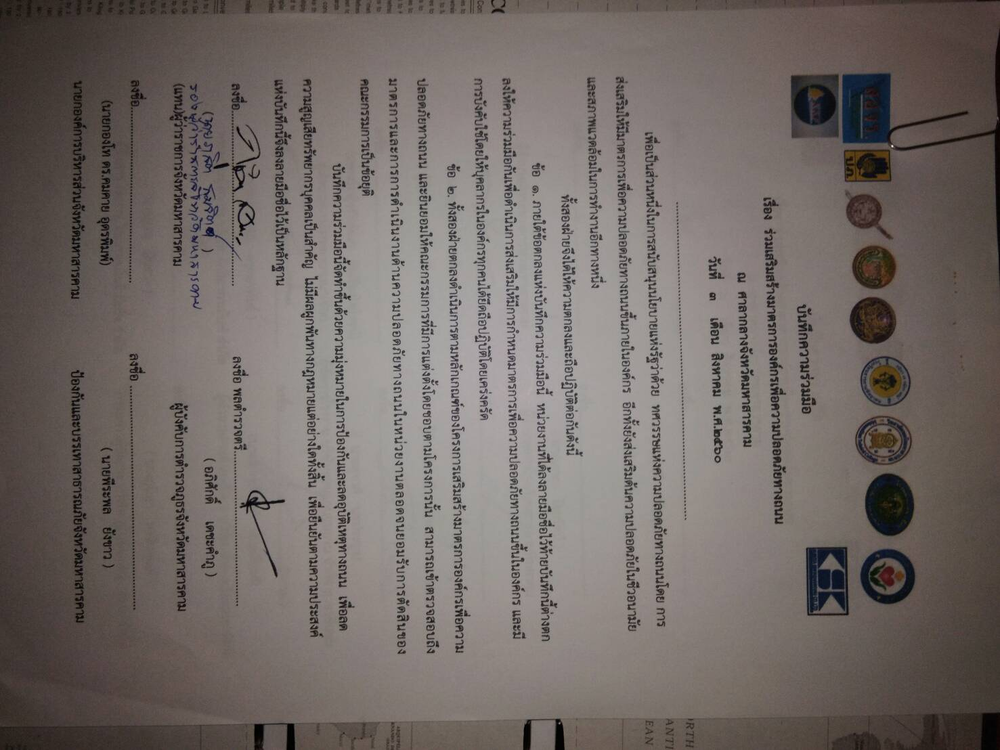 บันทึกความร่วมมือ
เรื่อง ร่วมเสริมสร้างมาตรการองค์กรเพื่อความปลอดภัยทางถนน
ณ ศาลากลางจังหวัดมหาสารคาม
วันที่ ๓ เดือน สิงหาคม พ.ศ.๒๕๖๐
เพื่อเป็นส่วนหนึ่งในการสนับสนุนนโยบายแห่งรัฐว่าด้วย ทศวรรษแห่งความปลอดภัยทางถนนโดย การ
ส่งเสริมให้มีมาตรการเพื่อความปลอดภัยทางถนนขึ้นภายในองค์กร อีกทั้งยังส่งเสริมด้นความปลอดภัยในชีวอนามัย
และสภาพแวดล้อมในการทำงานอีกทางหนึ่ง
ทั้งสองฝ่ายจึงได้ให้ความตกลงและถือปฏิบัติต่อกันดังนี้
ข้อ ๑. ภายใต้ข้อตกลงแห่งบันทึกความร่วมมือนี้ หน่วยงานที่ได้ลงลายมือชื่อไว้ท้ายบันทึกนี้ต่างตก
ลงให้ความร่วมมือกันเพื่อดำเนินการส่งเสริมให้มีการกำหนดมาตรการเพื่อความปลอดภัยทางถนนขึ้นในองค์กร และมี
การบังคับใช้โดยให้บุคลากรในองค์กรทุกคนได้ยึดถือปฏิบัติโดยเคร่งครัด
ข้อ ๒. ทั้งสองฝ่ายตกลงดำเนินการตามหลักเกณฑ์ของโครงการเสริมสร้างมาตรการองค์กรเพื่อความ
ปลอดภัยทางถนน และยินยอมให้คณะกรรมการที่มีการแต่งตั้งโดยชอบตามโครงการนั้น สามารถเข้าตรวจสอบถึง
มาตรการและการการดำเนินงานด้านความปลอดภัยทางถนนในหน่วยงานตลอดจนยอมรับการตัดสินของ
คณะกรรมการเป็นข้อยุติ
บันทึกความร่วมมือนี้จัดทำขึ้นด้วยความมุ่งหมายในการป้องกันและลดอุบัติเหตุทางถนน เพื่อลด
ความสูญเสียทรัพยากรบุคคลเป็นสำคัญ ไม่มีผลผูกพันทางกฎหมายแต่อย่างใดทั้งสิ้น เพื่อยืนยันตามความประสงค์
แห่งบันทึกนี้จึงลงลายมือชื่อไว้เป็นหลักฐาน
ลงชื่อ.......... ลงชื่อ พลตำรวจตรี..........
( อภิศักดิ์ เดชะคำภู )
รองผู้ว่าราชการจังหวัดมหาสารคาม
(แทน)ผู้ว่าราชการจังหวัดมหาสารคาม ผู้บังคับการตำรวจภูธรจังหวัดมหาสารคาม
ลงชื่อ.......... ลงชื่อ ..........
(นายกองโท ดร.คมคาย อุดรพิมพ์) ( นายพีระพล ยังขาว )
นายกองค์การบริหารส่วนจังหวัดมหาสารคาม ป้องกันและบรรเทาสาธารณภัยจังหวัดมหาสารคาม